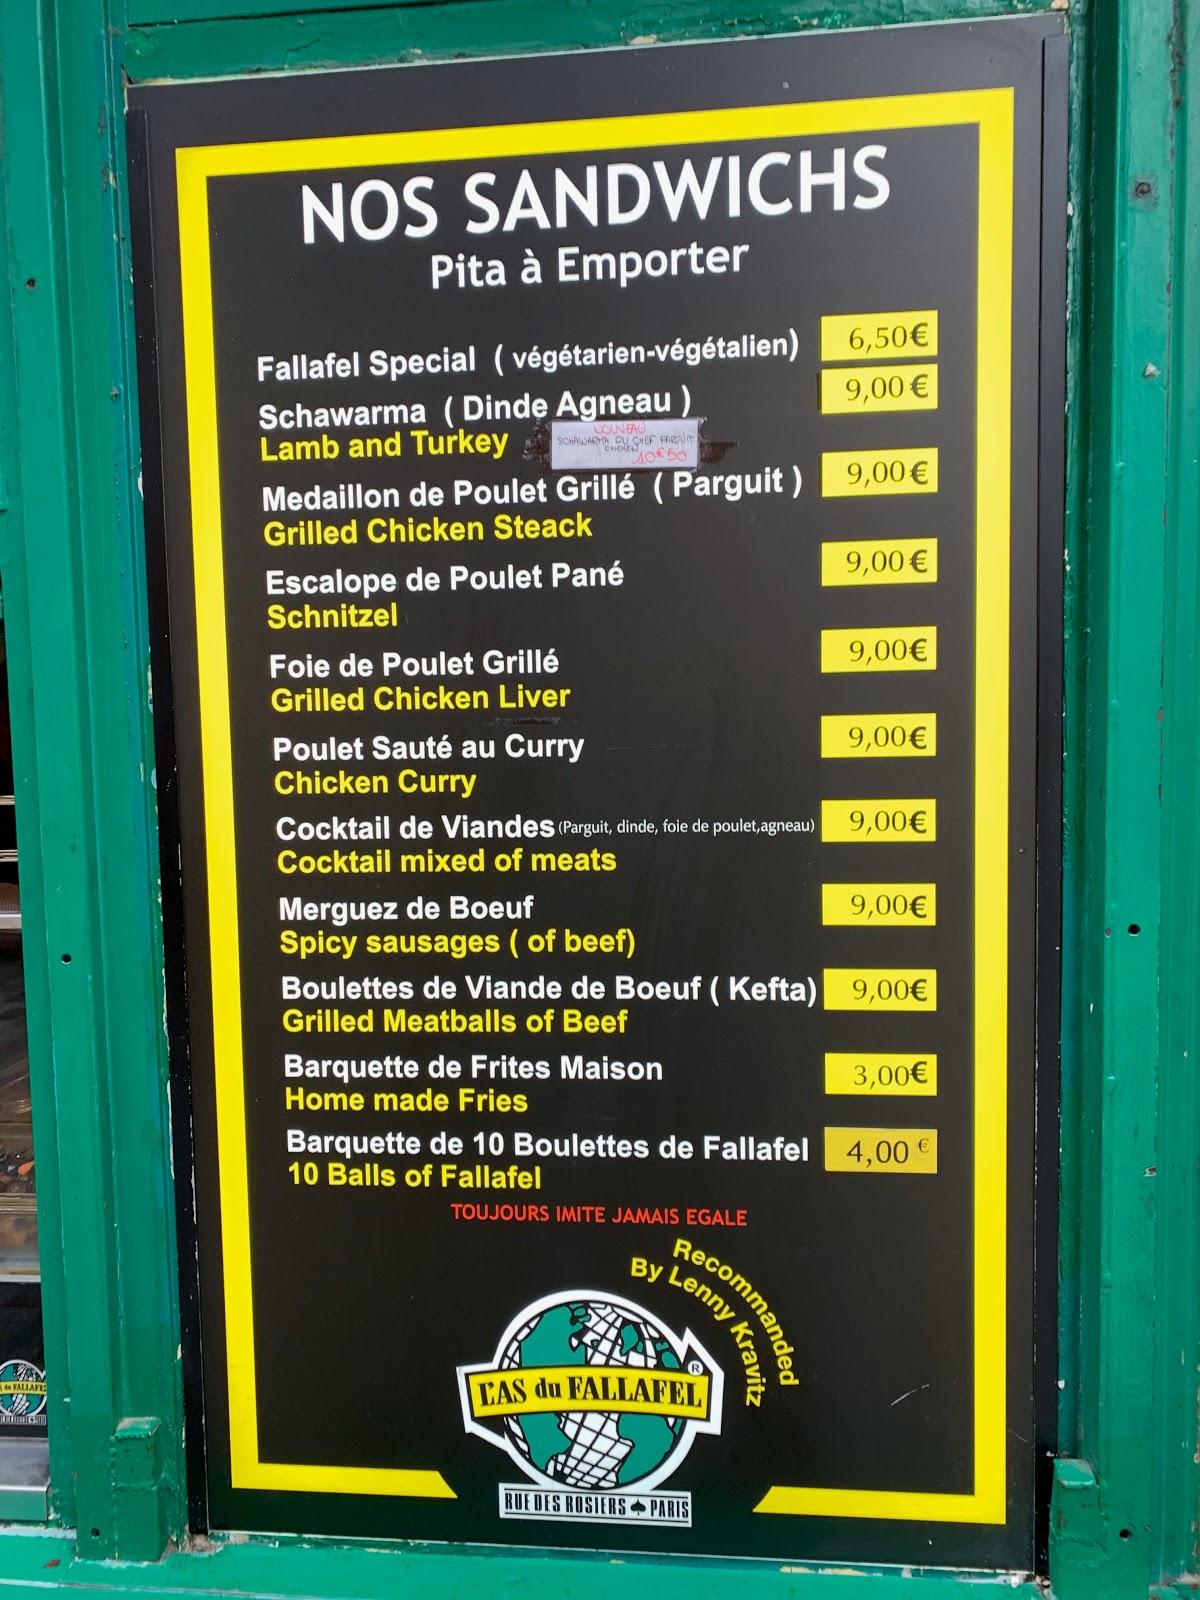 NOS SANDWICHS
Pita à Emporter
Fallafel Special ( végétarien-végétalien) 6,50€
Schawarma ( Dinde Agneau ) 9,00€
Lamb and Turkey
NOUVEAU
SCHAWARMA DU CHEF PARGUIT
CHICKEN
10€50
Medaillon de Poulet Grillé ( Parguit ) 9,00€
Grilled Chicken Steack
Escalope de Poulet Pané 9,00€
Schnitzel
Foie de Poulet Grillé 9,00€
Grilled Chicken Liver
Poulet Sauté au Curry 9,00€
Chicken Curry
Cocktail de Viandes (Parguit, dinde, foie de poulet,agneau) 9,00€
Cocktail mixed of meats
Merguez de Boeuf 9,00€
Spicy sausages ( of beef)
Boulettes de Viande de Boeuf ( Kefta) 9,00€
Grilled Meatballs of Beef
Barquette de Frites Maison 3,00€
Home made Fries
Barquette de 10 Boulettes de Fallafel 4,00 €
10 Balls of Fallafel
TOUJOURS IMITE JAMAIS EGALE
Recommanded
By Lenny Kravitz
L'AS du FALLAFEL ®
RUE DES ROSIERS ♠ PARIS